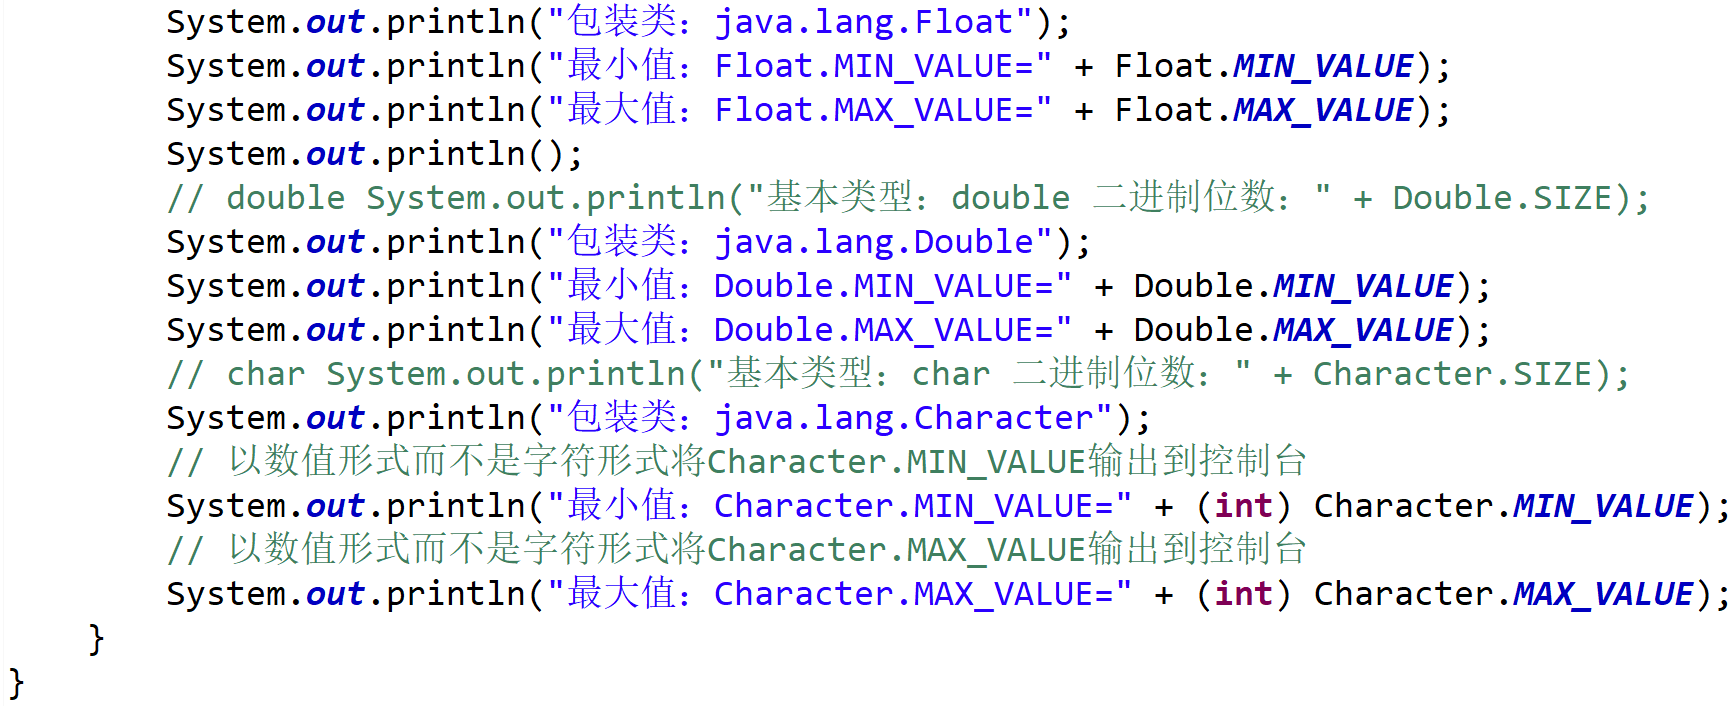 System.out.println("包装类：java.lang.Float");
System.out.println("最小值：Float.MIN_VALUE=" + Float.MIN_VALUE);
System.out.println("最大值：Float.MAX_VALUE=" + Float.MAX_VALUE);
System.out.println();
// double System.out.println("基本类型：double 二进制位数：" + Double.SIZE);
System.out.println("包装类：java.lang.Double");
System.out.println("最小值：Double.MIN_VALUE=" + Double.MIN_VALUE);
System.out.println("最大值：Double.MAX_VALUE=" + Double.MAX_VALUE);
// char System.out.println("基本类型：char 二进制位数：" + Character.SIZE);
System.out.println("包装类：java.lang.Character");
// 以数值形式而不是字符形式将Character.MIN_VALUE输出到控制台
System.out.println("最小值：Character.MIN_VALUE=" + (int) Character.MIN_VALUE);
// 以数值形式而不是字符形式将Character.MAX_VALUE输出到控制台
System.out.println("最大值：Character.MAX_VALUE=" + (int) Character.MAX_VALUE);
}
}